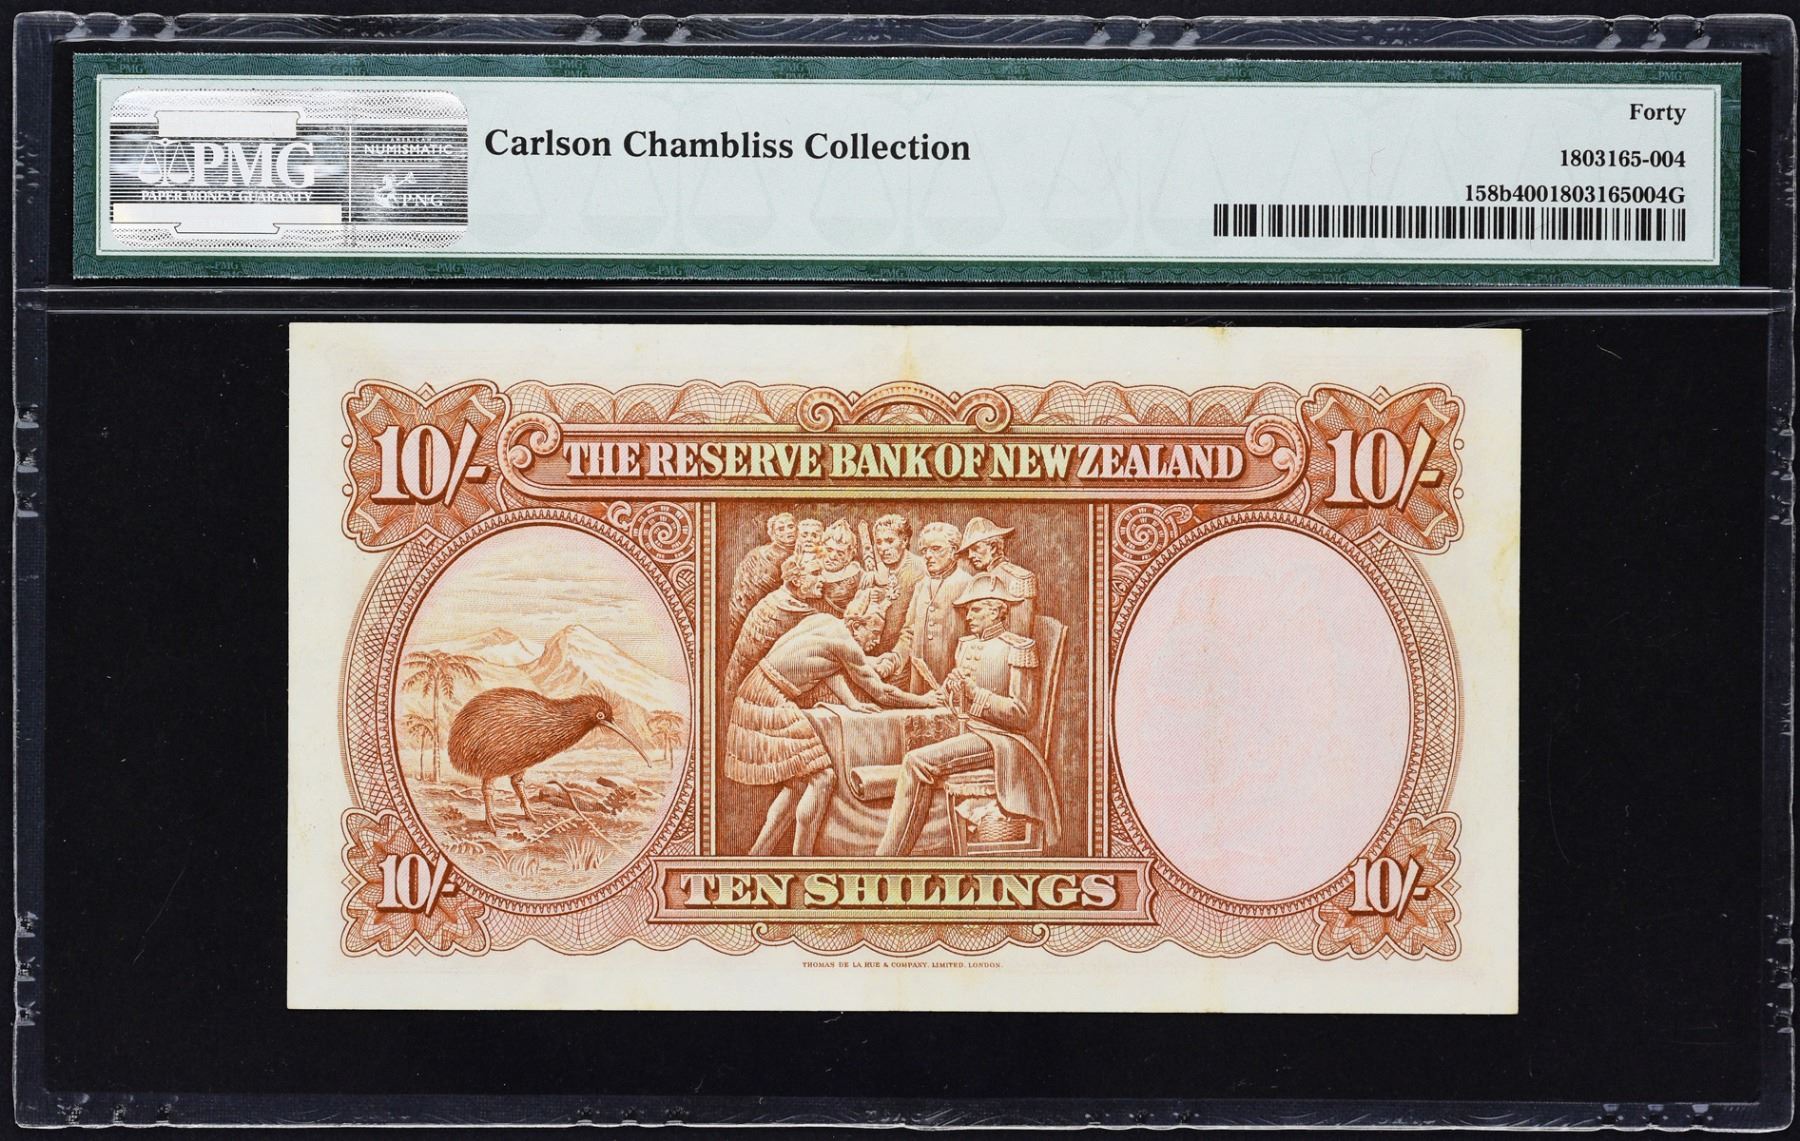 PMG
PAPER MONEY GUARANTY
NUMISMATIC
PNG
Carlson Chambliss Collection
Forty
1803165-004
158b4001803165004G
10/- 10/-
THE RESERVE BANK OF NEW ZEALAND
10/- TEN SHILLINGS 10/-
THOMAS DE LA RUE & COMPANY, LIMITED, LONDON.